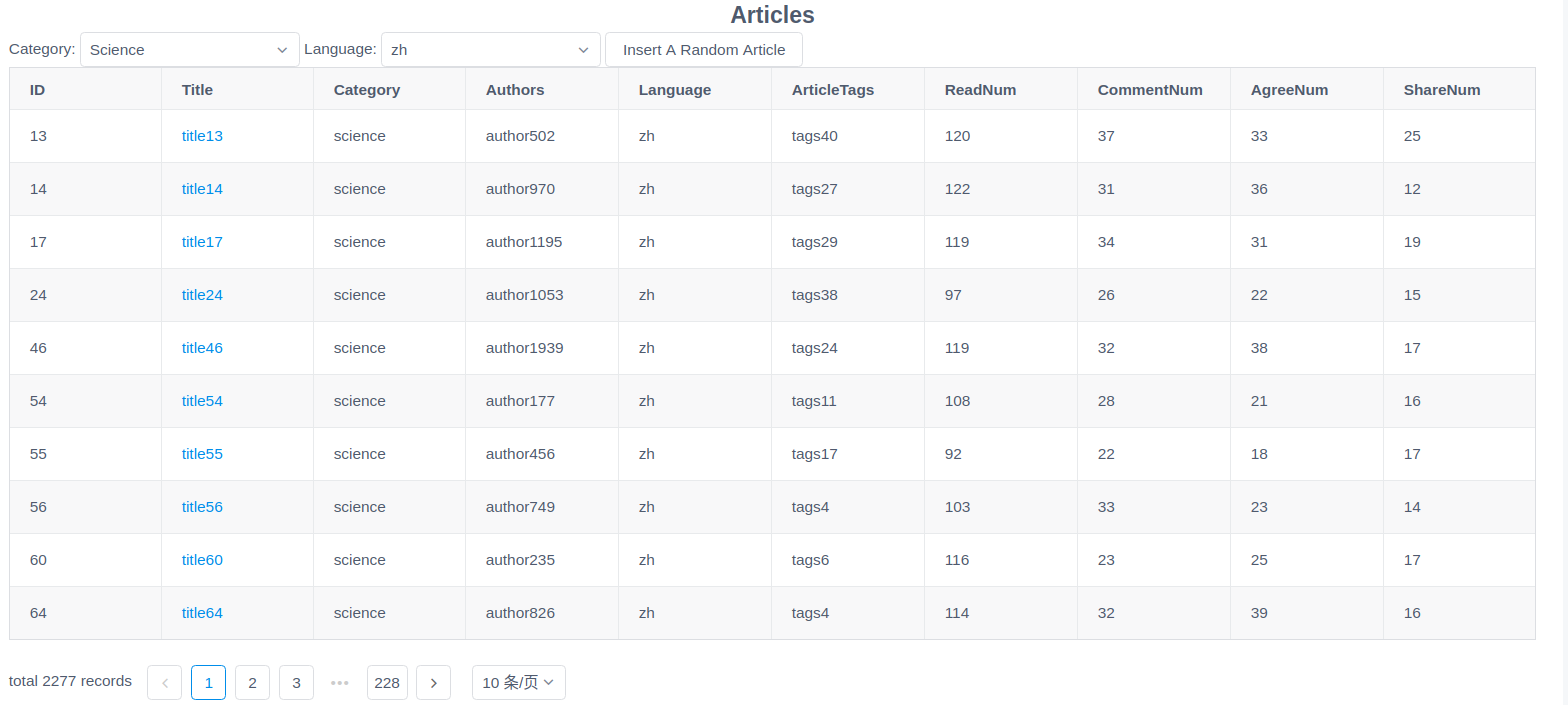 Articles
Category: Science Language: zh Insert A Random Article
ID Title Category Authors Language ArticleTags ReadNum CommentNum AgreeNum ShareNum
13 title13 science author502 zh tags40 120 37 33 25
14 title14 science author970 zh tags27 122 31 36 12
17 title17 science author1195 zh tags29 119 34 31 19
24 title24 science author1053 zh tags38 97 26 22 15
46 title46 science author1939 zh tags24 119 32 38 17
54 title54 science author177 zh tags11 108 28 21 16
55 title55 science author456 zh tags17 92 22 18 17
56 title56 science author749 zh tags4 103 33 23 14
60 title60 science author235 zh tags6 116 23 25 17
64 title64 science author826 zh tags4 114 32 39 16
total 2277 records 1 2 3 ••• 228 10 条/页